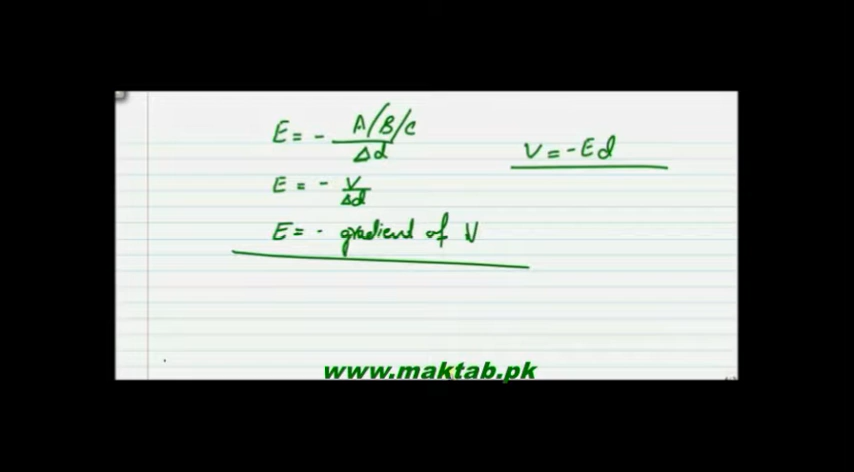 E = - A/B/C / Δd
V = -Ed
E = - V/Δd
E = - gradient of V
www.maktab.pk